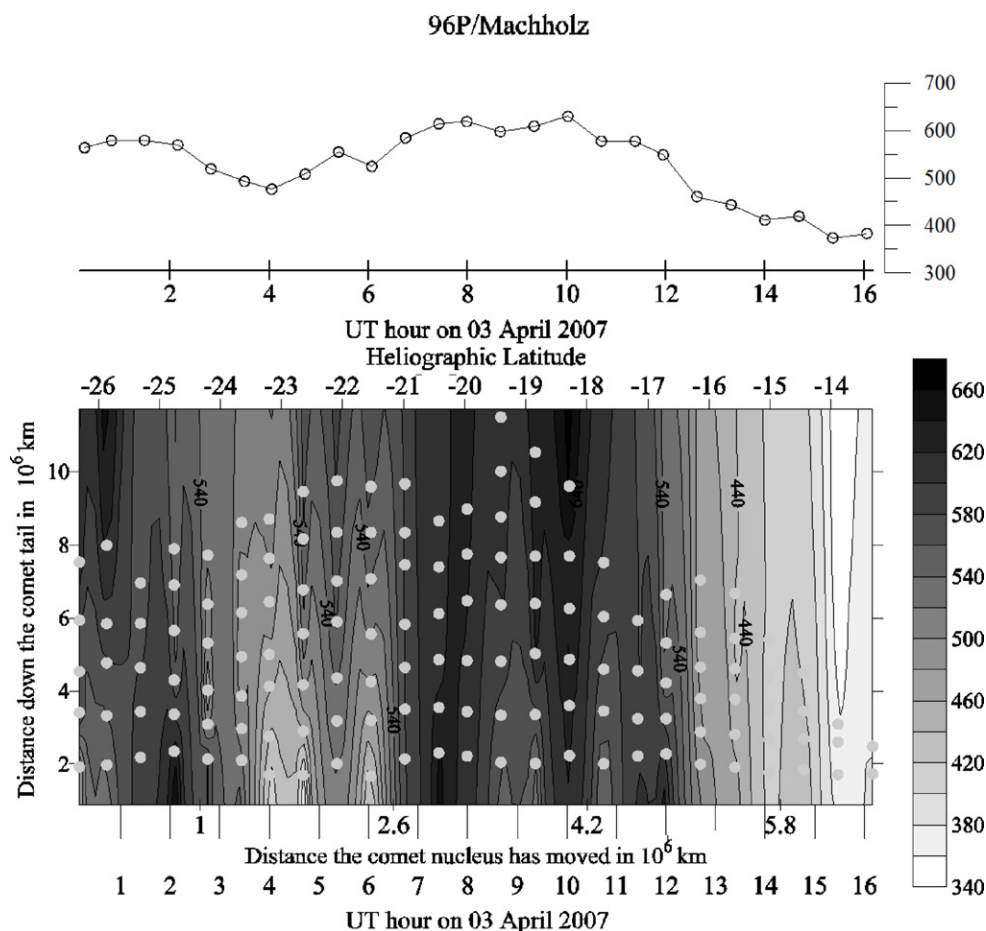 96P/Machholz
700
600
500
400
300
2 4 6 8 10 12 14 16
UT hour on 03 April 2007
Heliographic Latitude
-26 -25 -24 -23 -22 -21 -20 -19 -18 -17 -16 -15 -14
Distance down the comet tail in 10⁶ km
10
8
6
4
2
540 540 540 540 440
540 540 440
540
660
620
580
540
500
460
420
380
340
1 2.6 4.2 5.8
Distance the comet nucleus has moved in 10⁶ km
1 2 3 4 5 6 7 8 9 10 11 12 13 14 15 16
UT hour on 03 April 2007